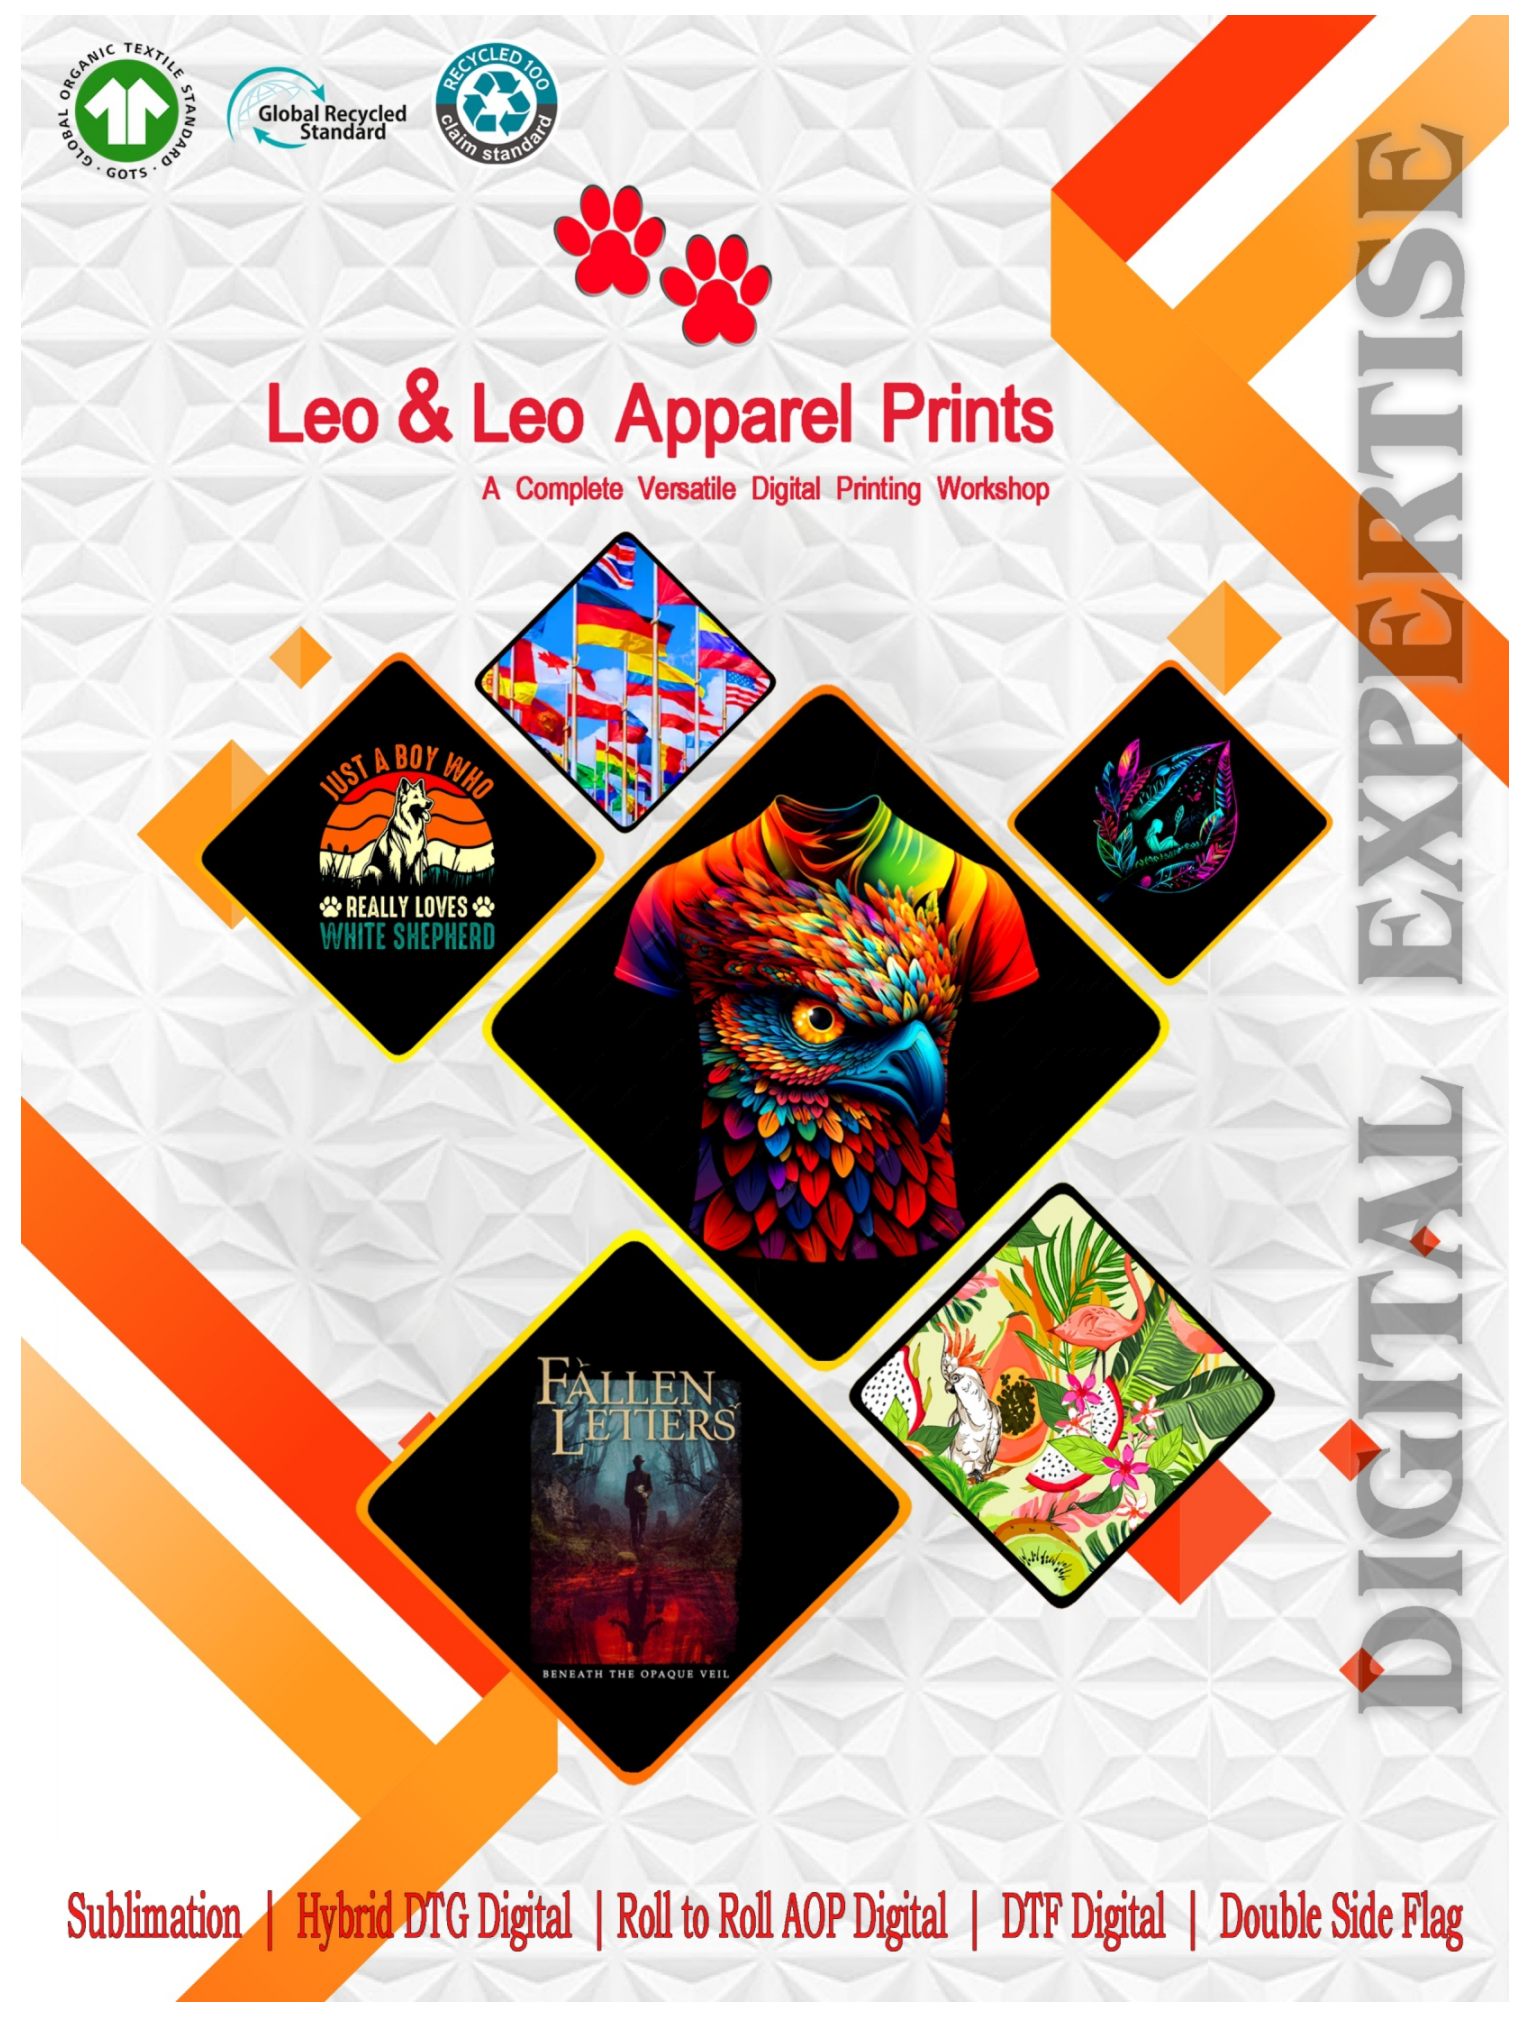 GLOBAL ORGANIC TEXTILE STANDARD · GOTS ·
Global Recycled
Standard
RECYCLED 100
claim standard
Leo & Leo Apparel Prints
A Complete Versatile Digital Printing Workshop
JUST A BOY WHO
REALLY LOVES
WHITE SHEPHERD
FALLEN
LETTERS
BENEATH THE OPAQUE VEIL
DIGITAL EXPERTISE
Sublimation | Hybrid DTG Digital | Roll to Roll AOP Digital | DTF Digital | Double Side Flag